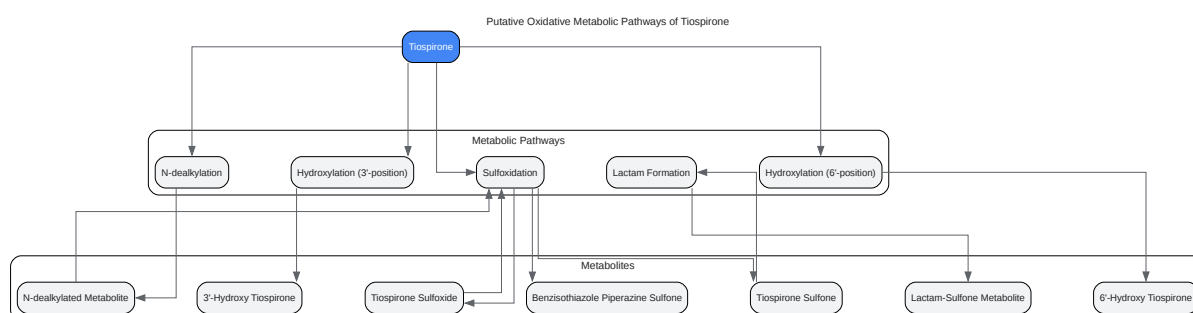 Putative Oxidative Metabolic Pathways of Tiospirone
Tiospirone
Metabolic Pathways
N-dealkylation
Hydroxylation (3'-position)
Sulfoxidation
Lactam Formation
Hydroxylation (6'-position)
Metabolites
N-dealkylated Metabolite
3'-Hydroxy Tiospirone
Tiospirone Sulfoxide
Benzisothiazole Piperazine Sulfone
Tiospirone Sulfone
Lactam-Sulfone Metabolite
6'-Hydroxy Tiospirone